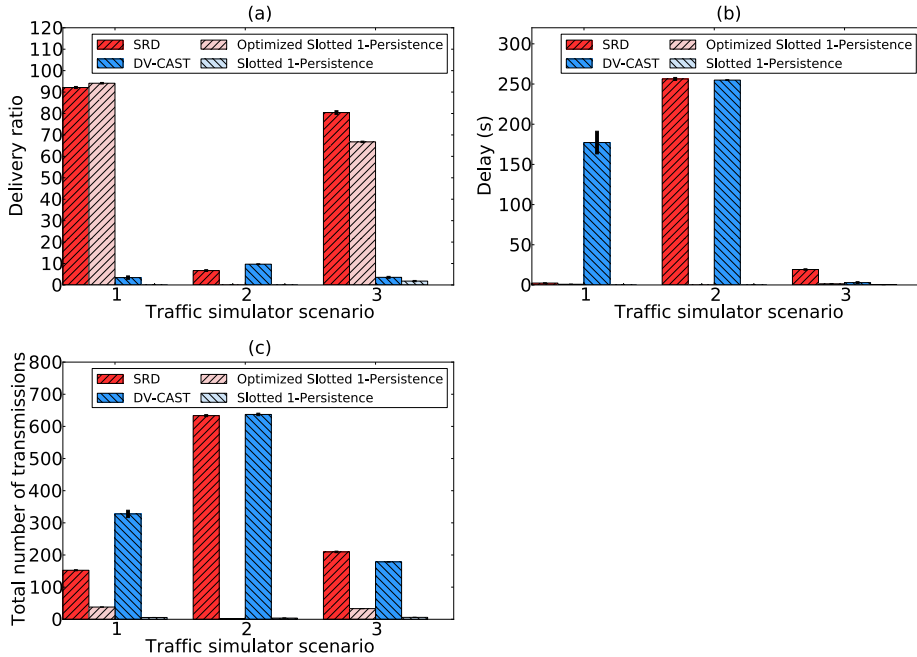 (a)
120
110
100
90
80
70
60
50
40
30
20
10
0
Delivery ratio
SRD
DV-CAST
Optimized Slotted 1-Persistence
Slotted 1-Persistence
1 2 3
Traffic simulator scenario
(b)
300
250
200
150
100
50
0
Delay (s)
SRD
DV-CAST
Optimized Slotted 1-Persistence
Slotted 1-Persistence
1 2 3
Traffic simulator scenario
(c)
800
700
600
500
400
300
200
100
0
Total number of transmissions
SRD
DV-CAST
Optimized Slotted 1-Persistence
Slotted 1-Persistence
1 2 3
Traffic simulator scenario